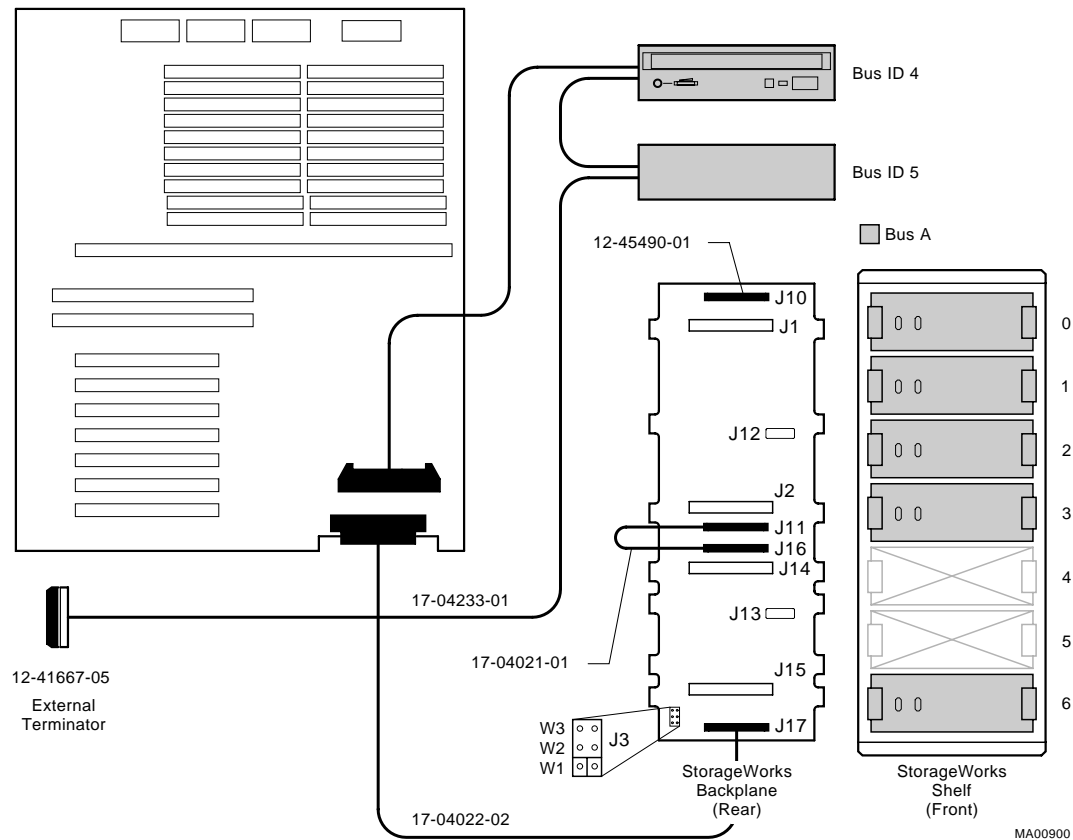 Bus ID 4
Bus ID 5
Bus A
12-45490-01
J10
J1
J12
J2
J11
J16
J14
J13
J15
J17
0
1
2
3
4
5
6
17-04233-01
17-04021-01
12-41667-05
External
Terminator
W3
W2
W1
J3
StorageWorks
Backplane
(Rear)
StorageWorks
Shelf
(Front)
17-04022-02
MA00900